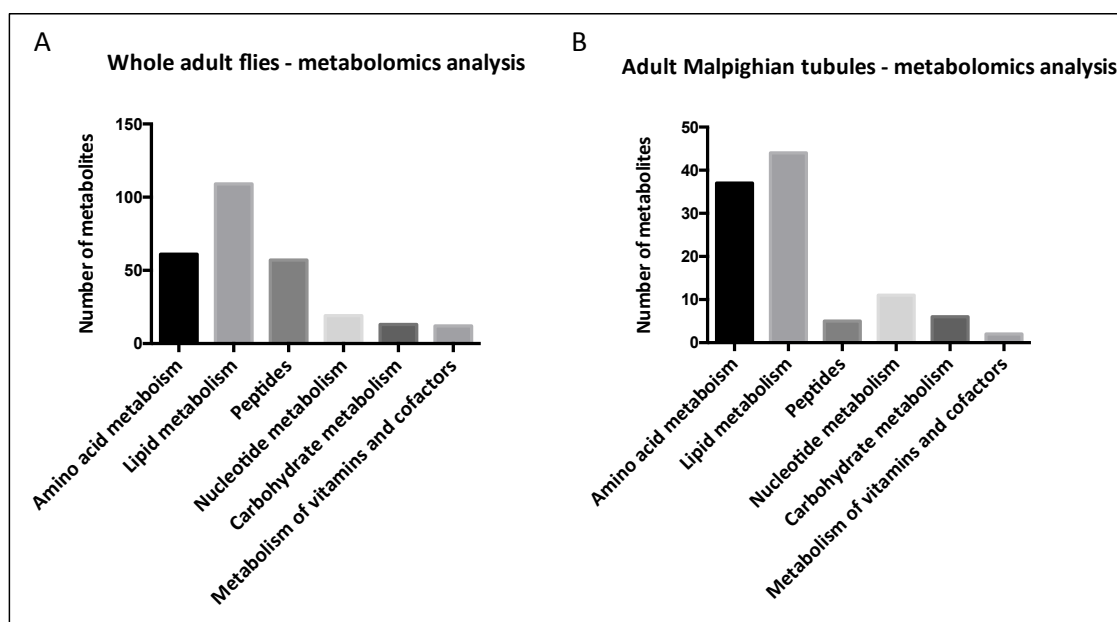 A
Whole adult flies - metabolomics analysis
Number of metabolites
150
100
50
0
Amino acid metaboism
Lipid metabolism
Peptides
Nucleotide metabolism
Carbohydrate metabolism
Metabolism of vitamins and cofactors
B
Adult Malpighian tubules - metabolomics analysis
Number of metabolites
50
40
30
20
10
0
Amino acid metaboism
Lipid metabolism
Peptides
Nucleotide metabolism
Carbohydrate metabolism
Metabolism of vitamins and cofactors